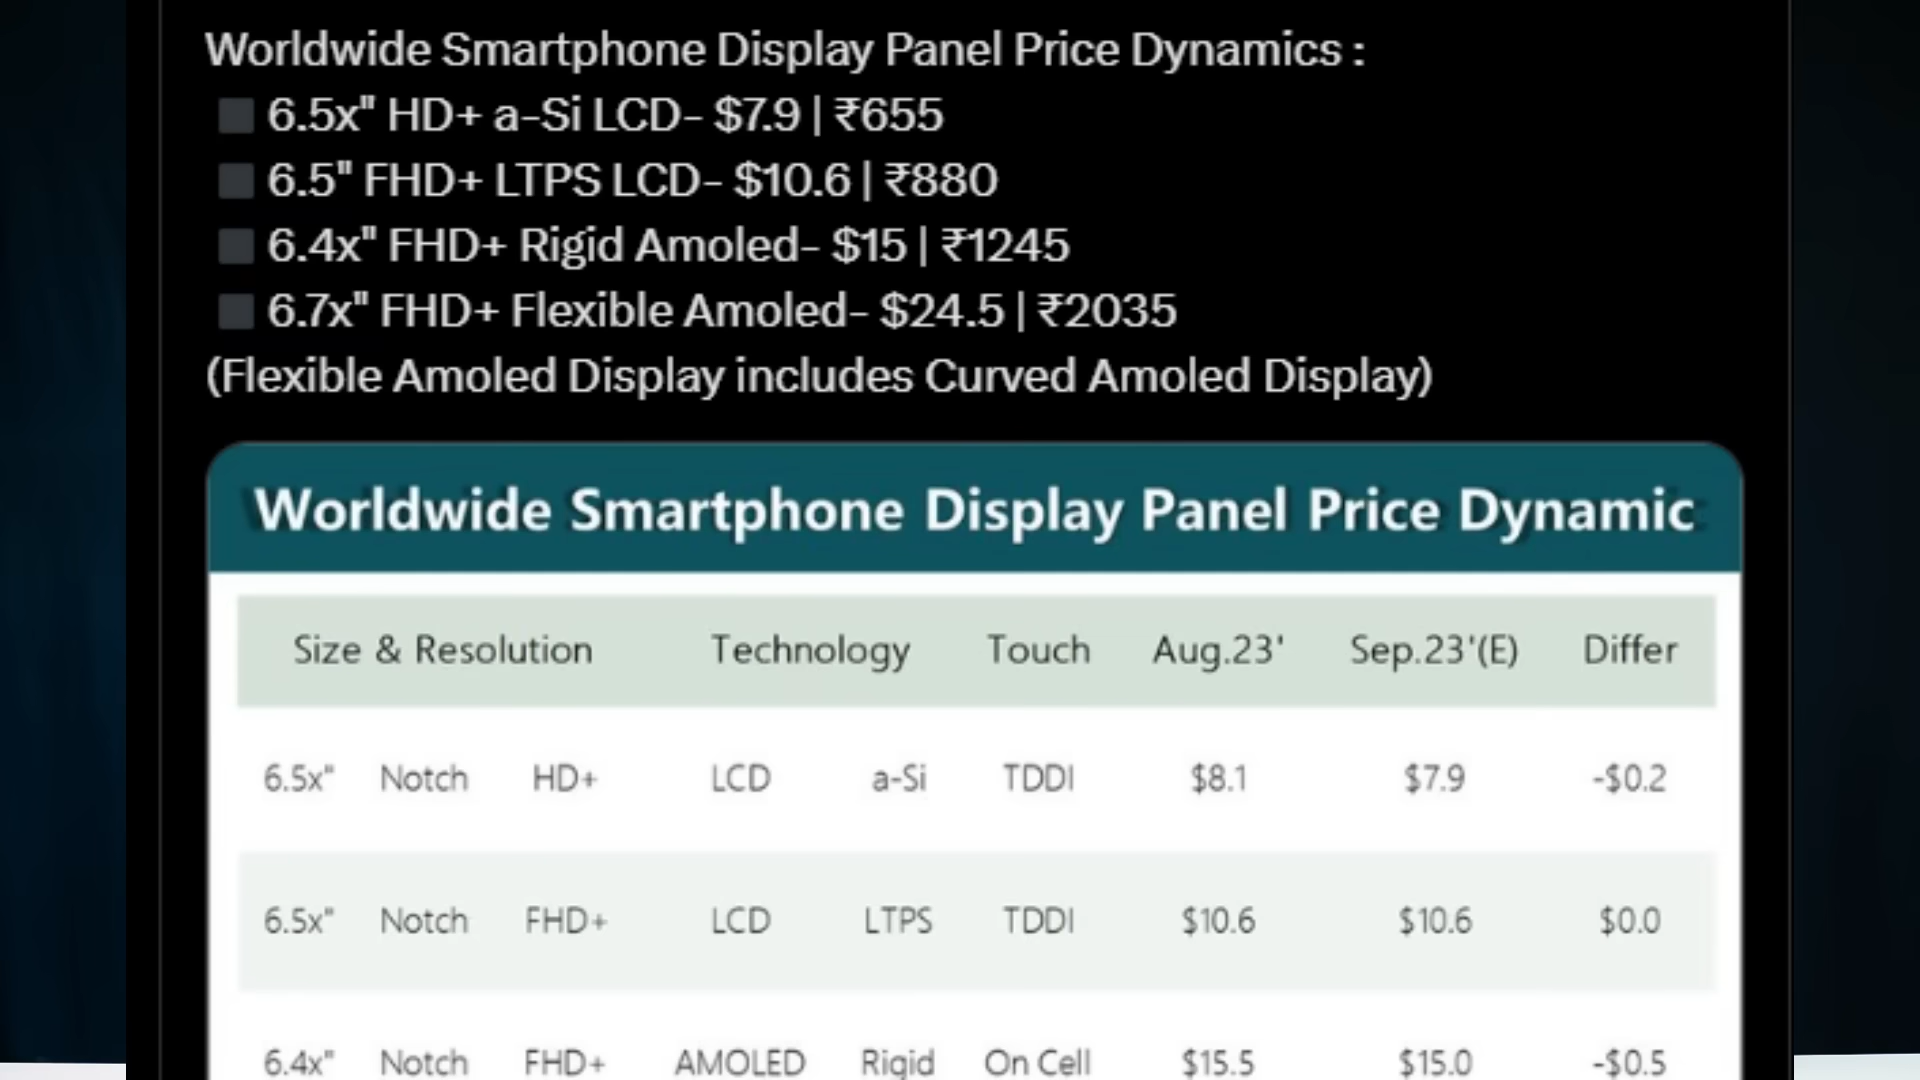 Worldwide Smartphone Display Panel Price Dynamics :
6.5x" HD+ a-Si LCD- $7.9 | ₹655
6.5" FHD+ LTPS LCD- $10.6 | ₹880
6.4x" FHD+ Rigid Amoled- $15 | ₹1245
6.7x" FHD+ Flexible Amoled- $24.5 | ₹2035
(Flexible Amoled Display includes Curved Amoled Display)
Worldwide Smartphone Display Panel Price Dynamic
Size & Resolution Technology Touch Aug.23' Sep.23'(E) Differ
6.5x" Notch HD+ LCD a-Si TDDI $8.1 $7.9 -$0.2
6.5x" Notch FHD+ LCD LTPS TDDI $10.6 $10.6 $0.0
6.4x" Notch FHD+ AMOLED Rigid On Cell $15.5 $15.0 -$0.5